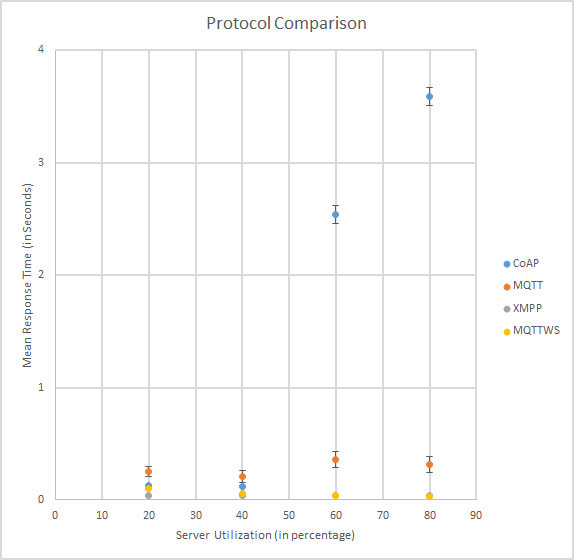 Protocol Comparison
4
3
2
1
0
Mean Response Time (in Seconds)
0 10 20 30 40 50 60 70 80 90
Server Utilization (in percentage)
CoAP
MQTT
XMPP
MQTTWS